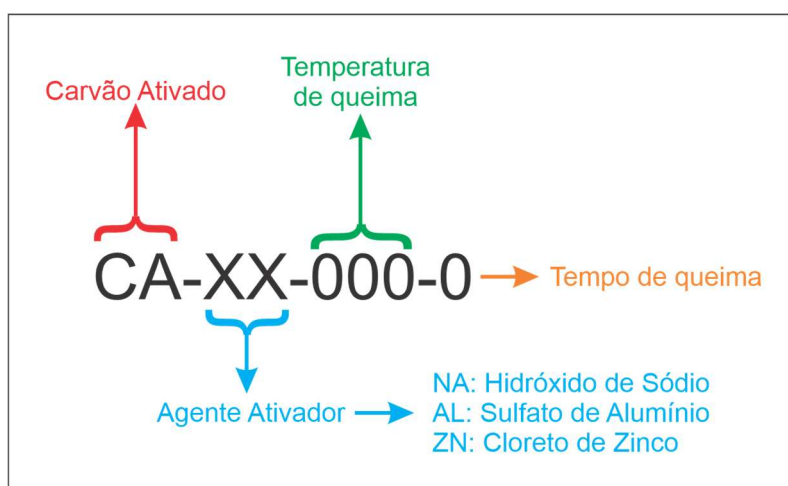 Temperatura
de queima
Carvão Ativado
CA-XX-000-0
Tempo de queima
Agente Ativador
NA: Hidróxido de Sódio
AL: Sulfato de Alumínio
ZN: Cloreto de Zinco